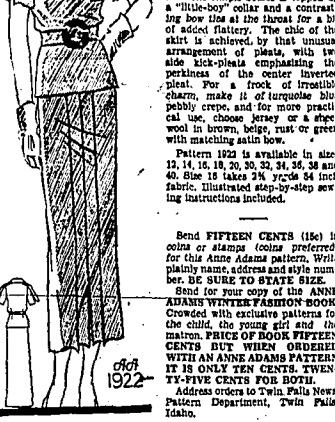 a "little-boy" collar and a contrast-
ing bow ties at the throat for a bit
of added flattery. The chic of the
skirt is achieved, by that unusual
arrangement of pleats, with two
side kick-pleats emphasizing the
perkiness of the center inverted
pleat. For a frock of irresistible
charm, make it of turquoise blue
pebbly crepe, and for more practi-
cal use, choose jersey or a sheer
wool in brown, beige, rust or green
with matching satin bow.
Pattern 1922 is available in sizes
12, 14, 16, 18, 20, 30, 32, 34, 36, 38 and
40. Size 16 takes yards 54 inch
fabric. Illustrated step-by-step sew-
ing instructions included.
Send FIFTEEN CENTS (15c) in
coins or stamps (coins preferred)
for this Anne Adams pattern. Write
plainly name, address and style num-
ber. BE SURE TO STATE SIZE.
Send for your copy of the ANNE
ADAMS WINTER FASHION BOOK
Crowded with exclusive patterns for
the child, the young girl and the
matron. PRICE OF BOOK FIFTEEN
CENTS BUT WHEN ORDERED
WITH AN ANNE ADAMS PATTERN
IT IS ONLY TEN CENTS. TWEN-
TY-FIVE CENTS FOR BOTH.
Address orders to Twin Falls News
Pattern Department, Twin Falls
Idaho.
1922